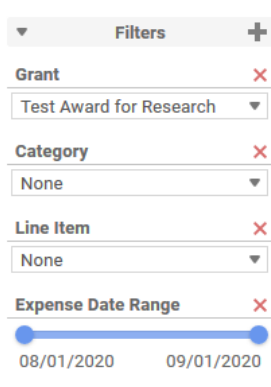 Filters
Grant
Test Award for Research
Category
None
Line Item
None
Expense Date Range
08/01/2020 09/01/2020